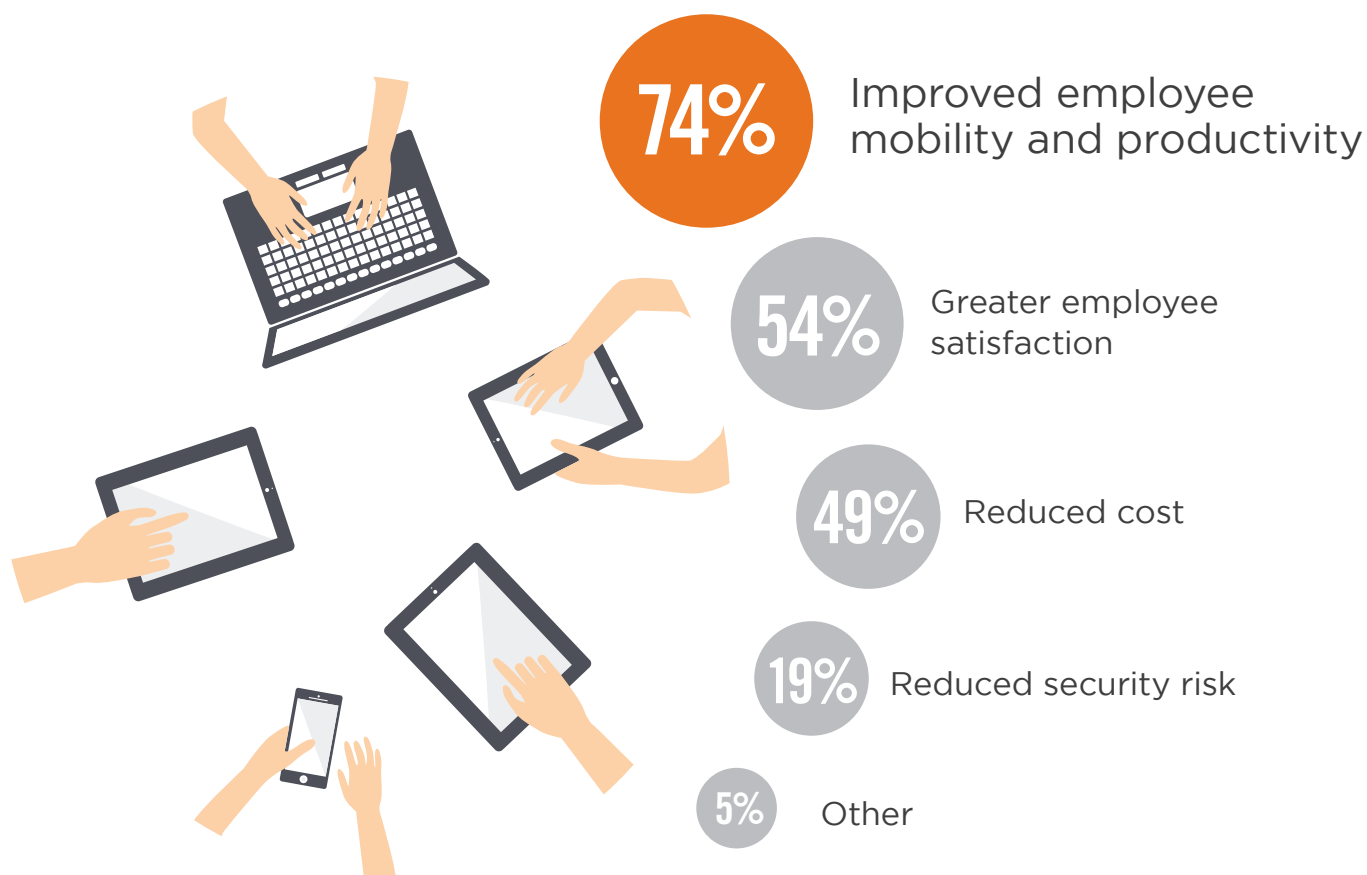 74%
Improved employee
mobility and productivity
54%
Greater employee
satisfaction
49%
Reduced cost
19%
Reduced security risk
5%
Other